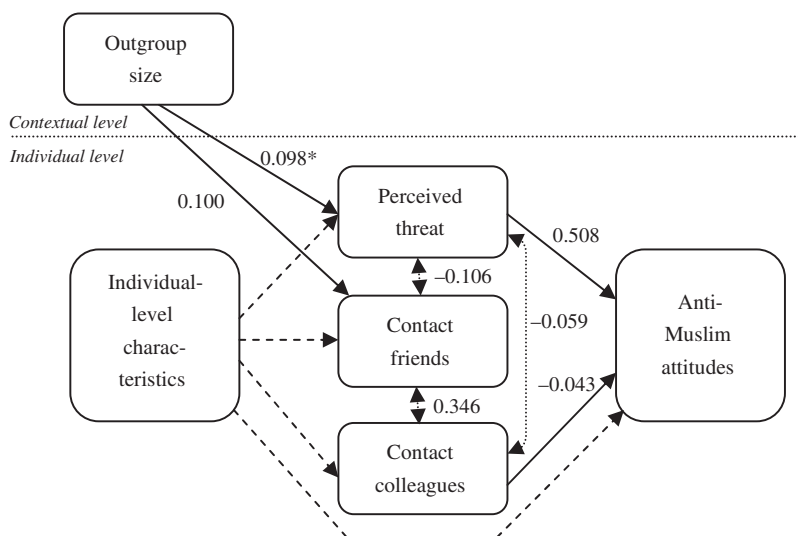 Outgroup
size
Contextual level
Individual level
0.098*
0.100
Perceived
threat
0.508
Individual-
level
charac-
teristics
–0.106
Anti-
Muslim
attitudes
Contact
friends
–0.059
–0.043
0.346
Contact
colleagues